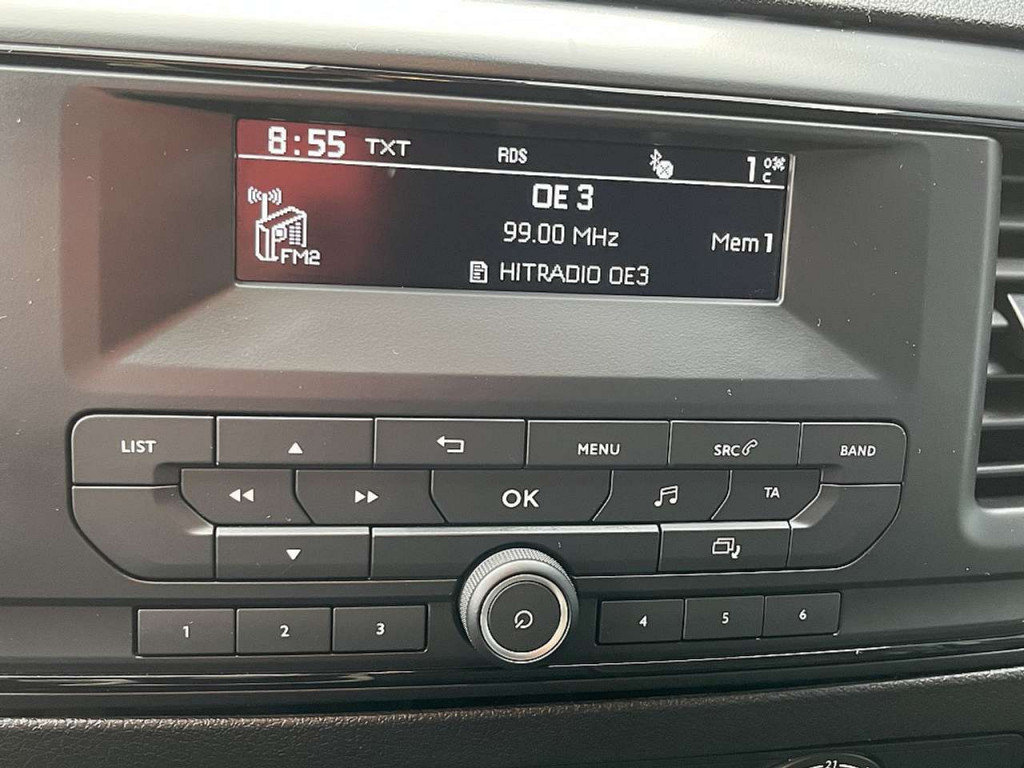 8:55 TXT RDS 1 °C
OE 3
99.00 MHz Mem 1
FM2 HITRADIO OE3
LIST MENU SRC BAND
OK TA
1 2 3 4 5 6
21